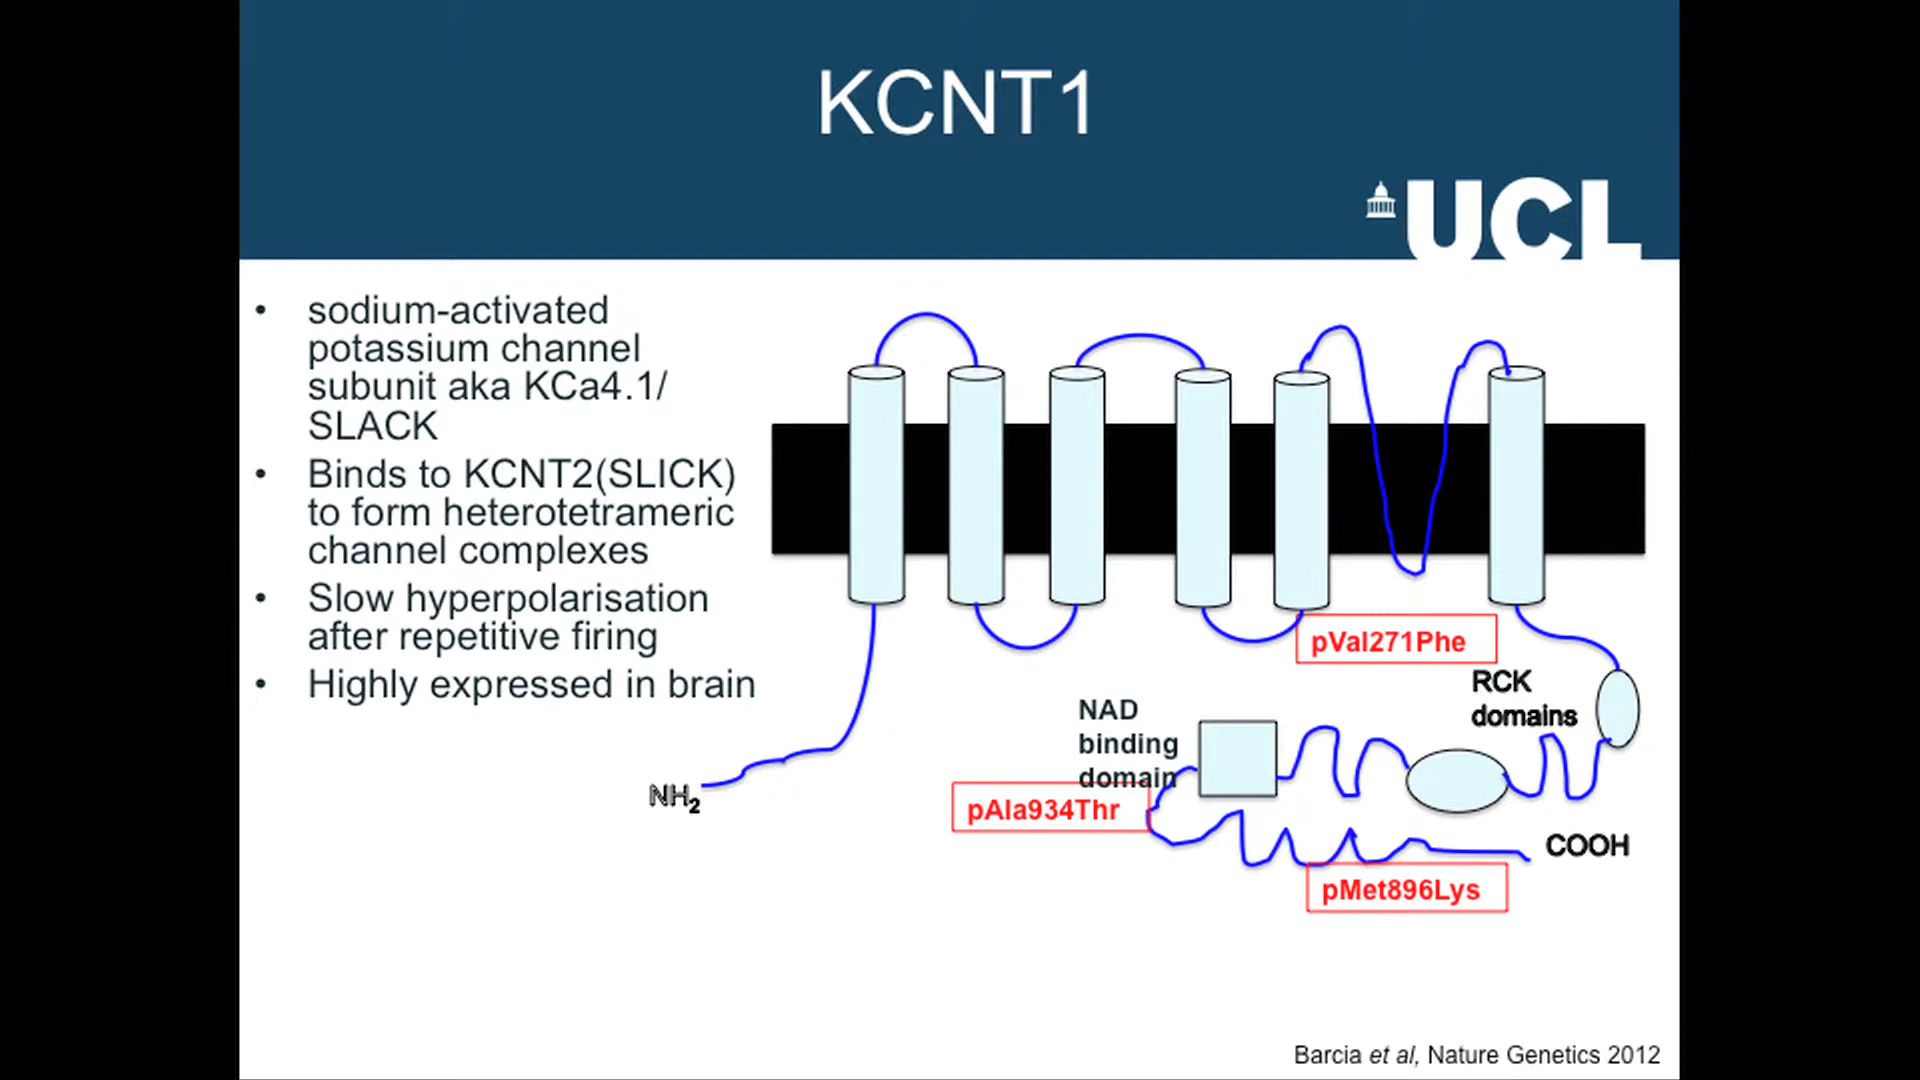 KCNT1
UCL
• sodium-activated
potassium channel
subunit aka KCa4.1/
SLACK
• Binds to KCNT2(SLICK)
to form heterotetrameric
channel complexes
• Slow hyperpolarisation
after repetitive firing
• Highly expressed in brain
pVal271Phe
RCK
domains
NAD
binding
domain
NH2
pAla934Thr
COOH
pMet896Lys
Barcia et al, Nature Genetics 2012